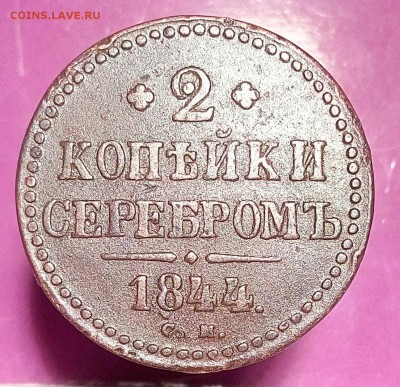 COINS.LAVE.RU
2
КОПѢЙКИ
СЕРЕБРОМЪ
1844.
С. М.